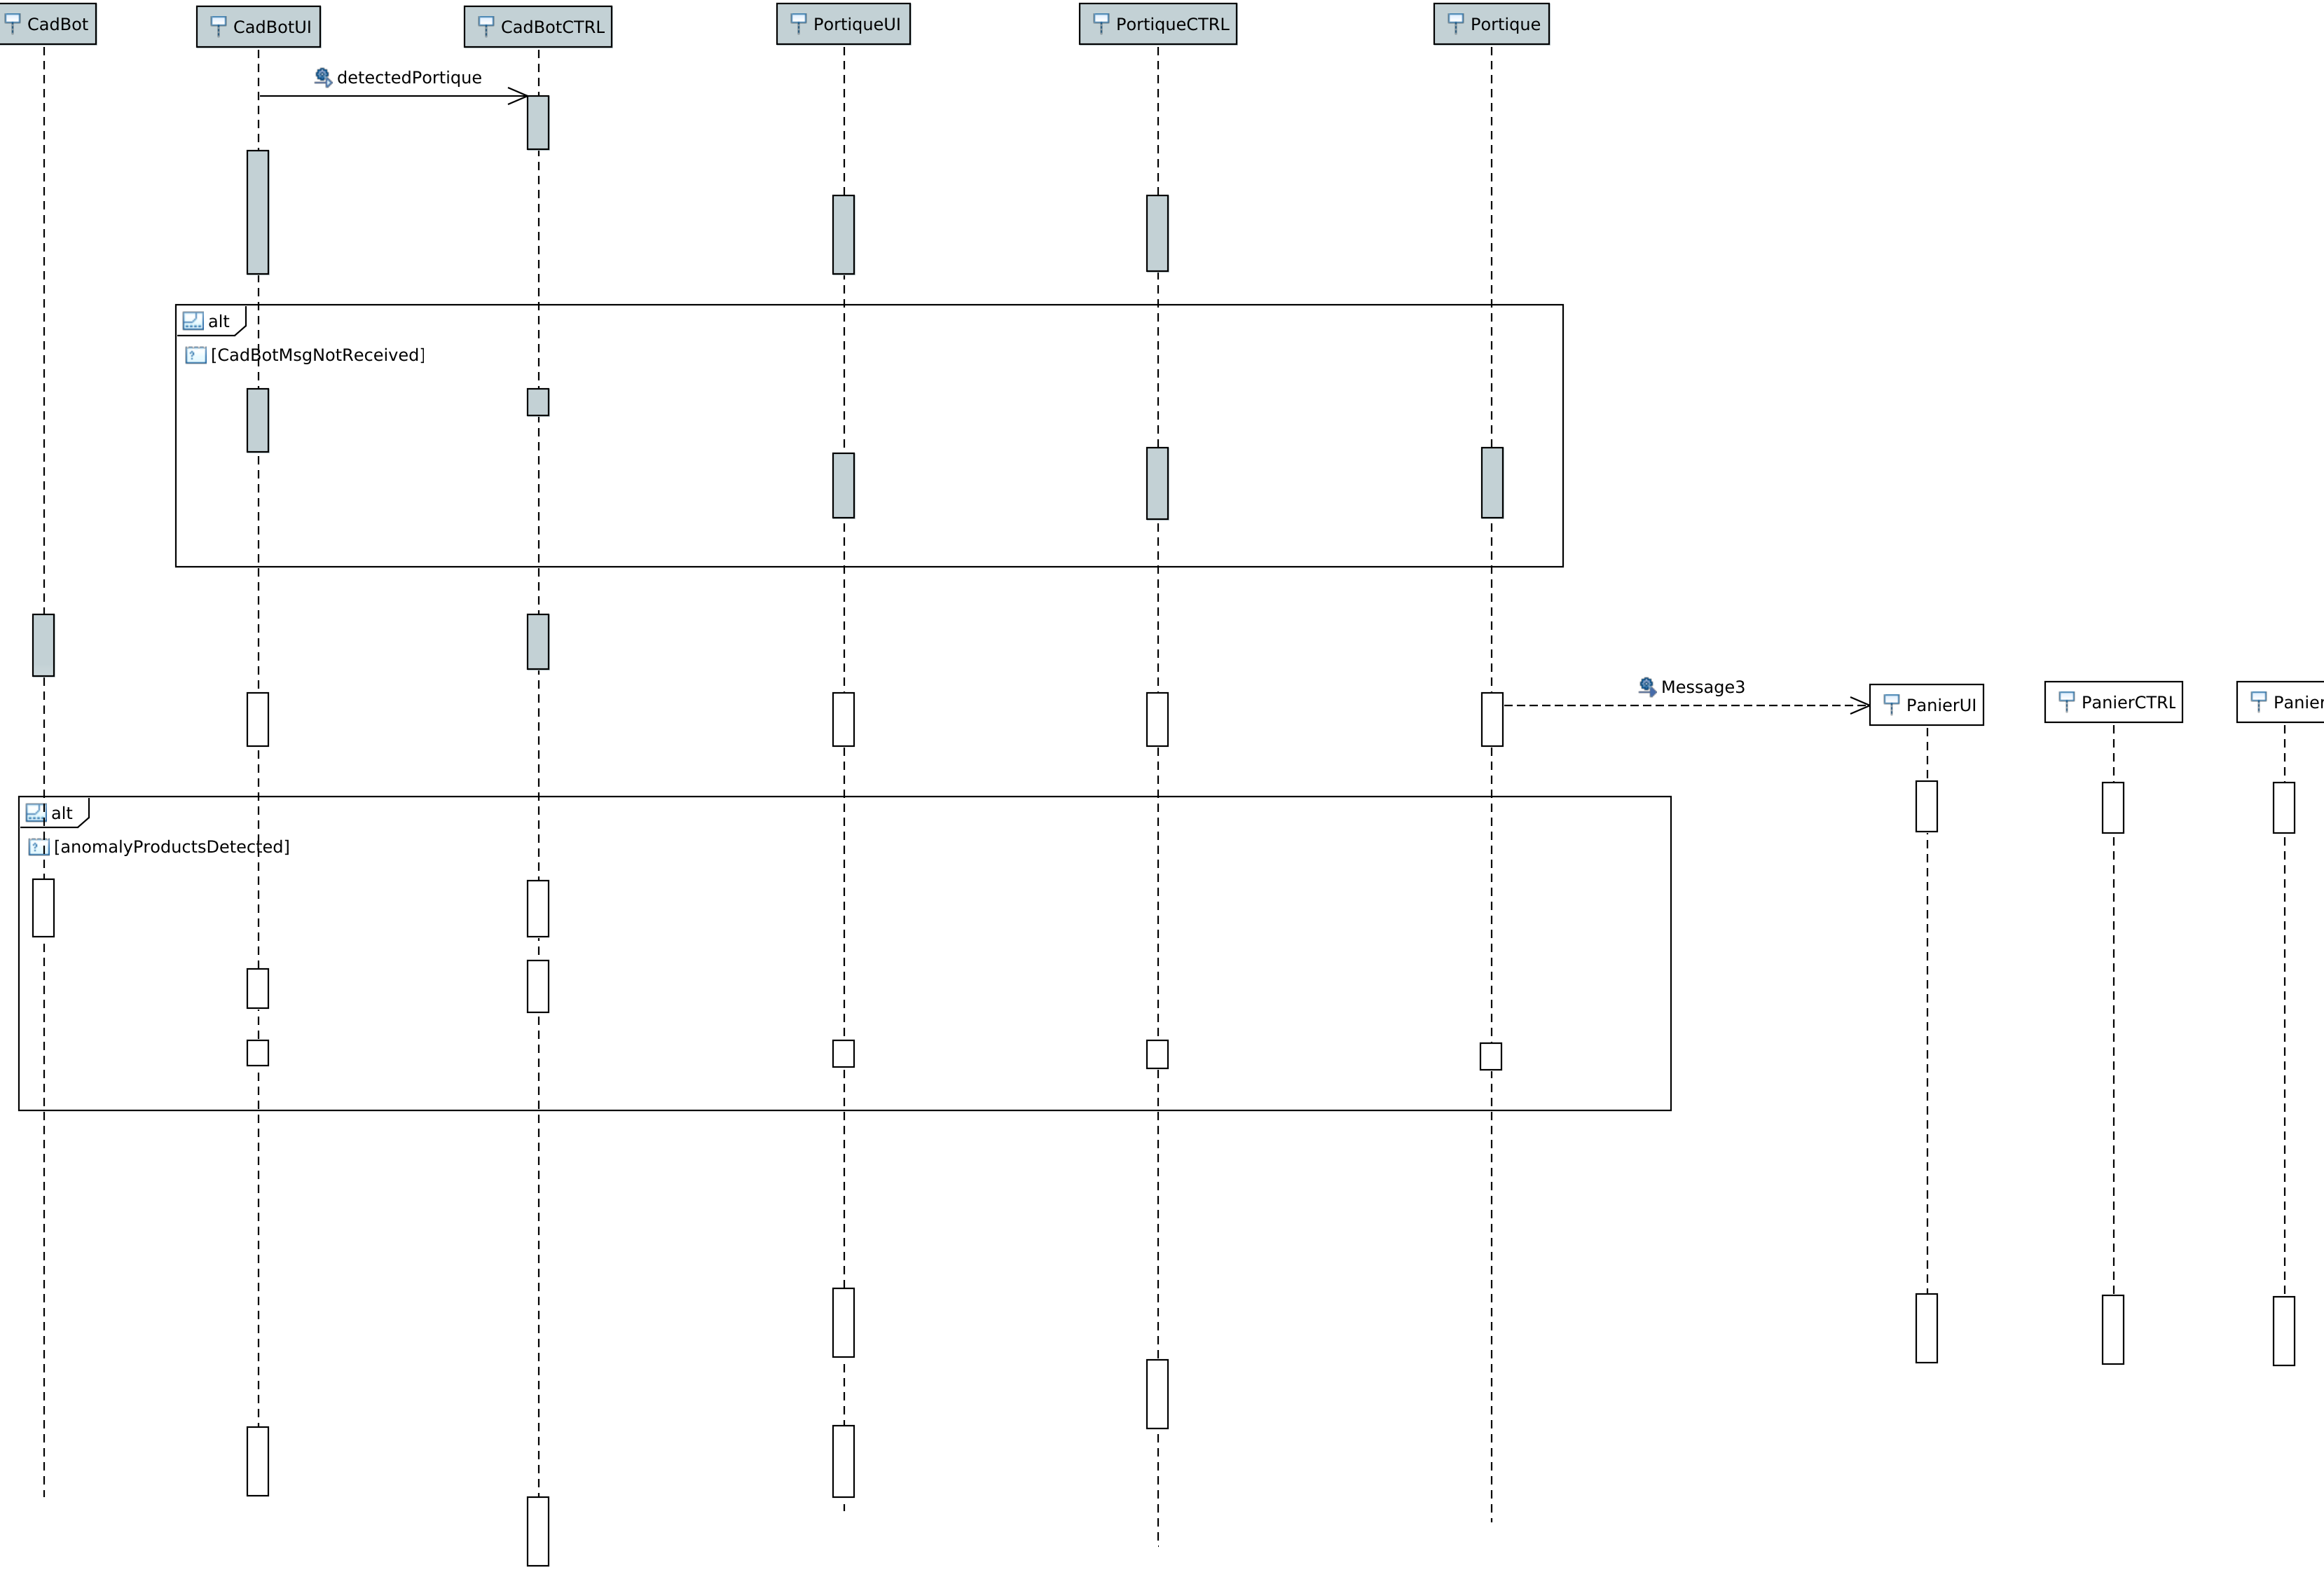 CadBot
CadBotUI
CadBotCTRL
PortiqueUI
PortiqueCTRL
Portique
detectedPortique
alt
[CadBotMsgNotReceived]
Message3
PanierUI
PanierCTRL
Panier
alt
[anomalyProductsDetected]